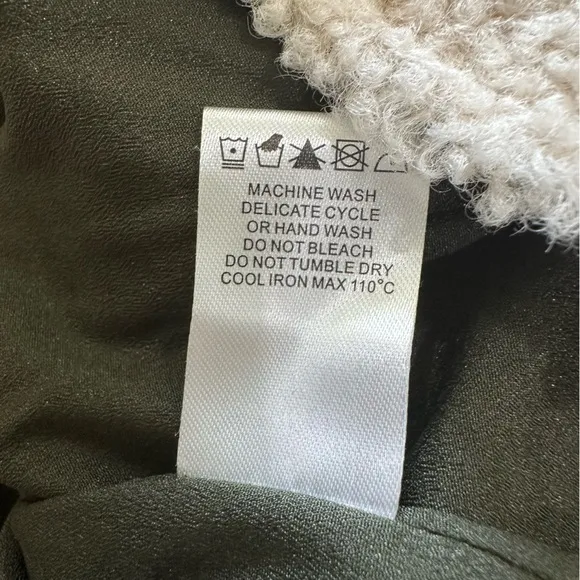 MACHINE WASH
DELICATE CYCLE
OR HAND WASH
DO NOT BLEACH
DO NOT TUMBLE DRY
COOL IRON MAX 110°C